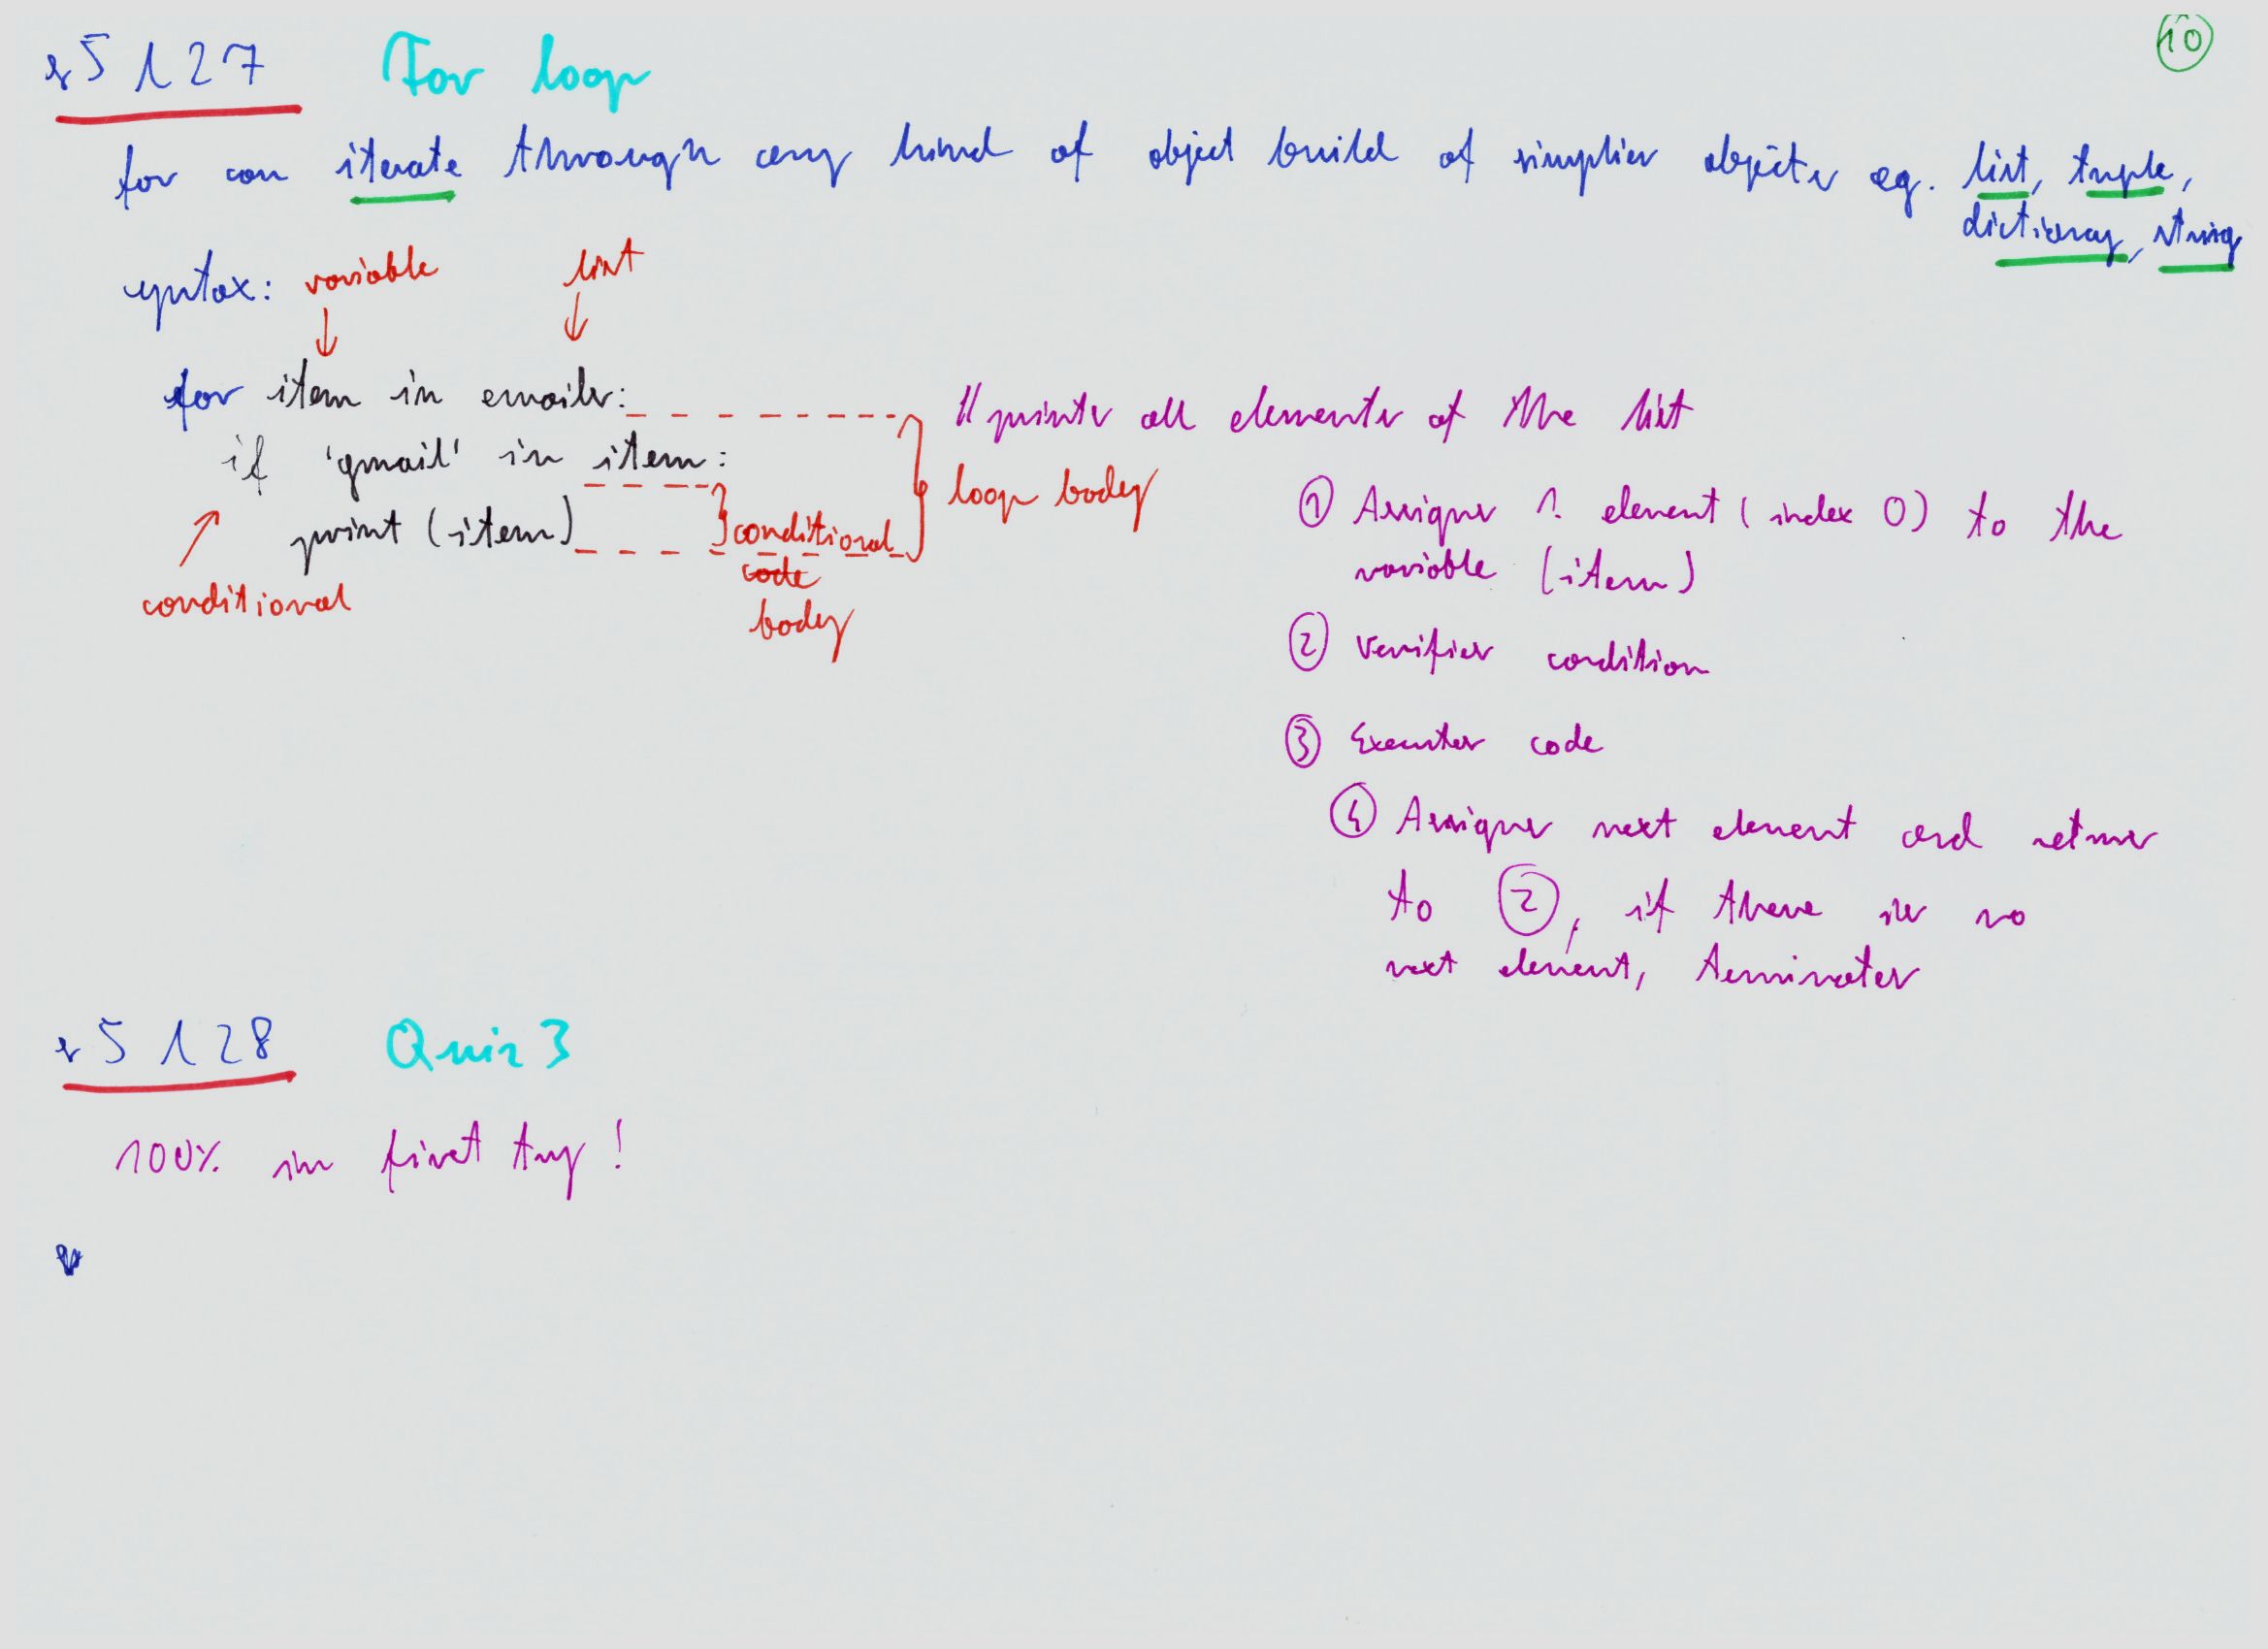 10
s5 127 For loop
for can iterate through any kind of object build of simplier objects eg. list, tuple,
dictionary, string
syntax: variable list
for item in emails:
if 'gmail' in item:
print (item)
conditional
conditional
code
body
loop body
// prints all elements of the list
① Assigns 1. element (index 0) to the
variable (item)
② Verifies condition
③ Executes code
④ Assigns next element and returns
to ②, if there is no
next element, terminates
s5 128 Quiz 3
100% in first try!